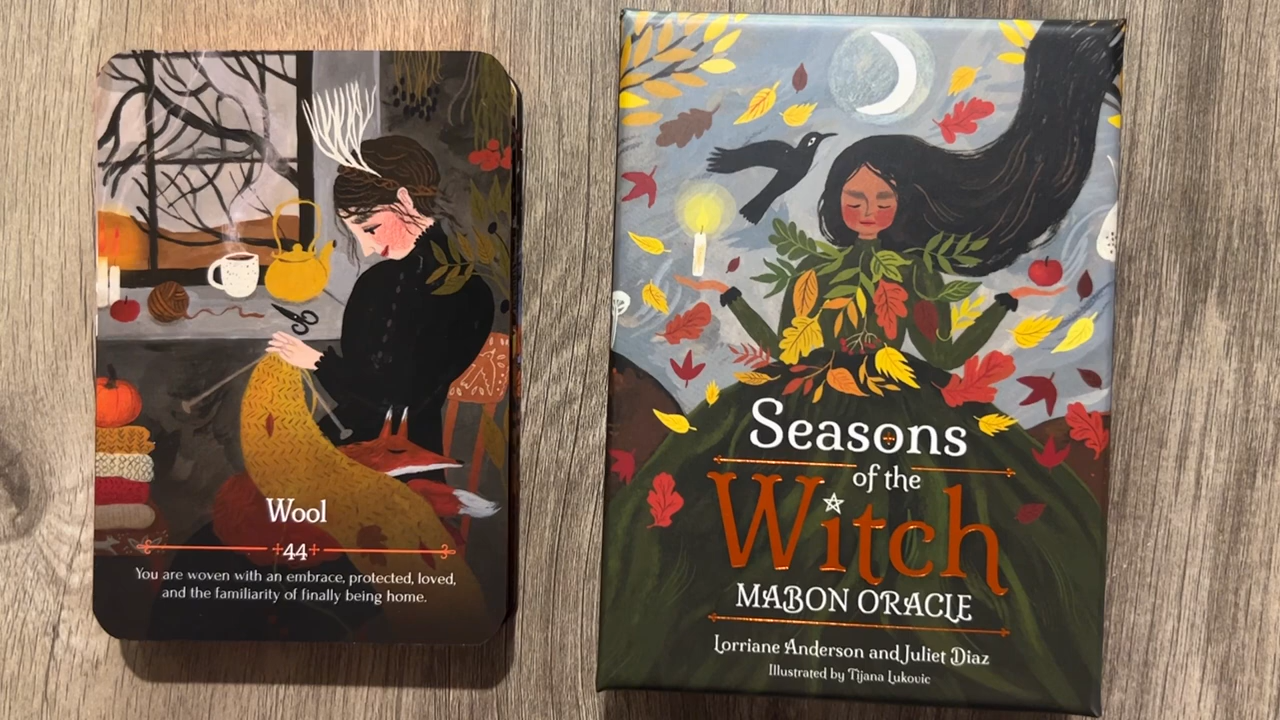 Wool
44
You are woven with an embrace, protected, loved,
and the familiarity of finally being home.
Seasons
of the
Witch
MABON ORACLE
Lorriane Anderson and Juliet Diaz
Illustrated by Tijana Lukovic